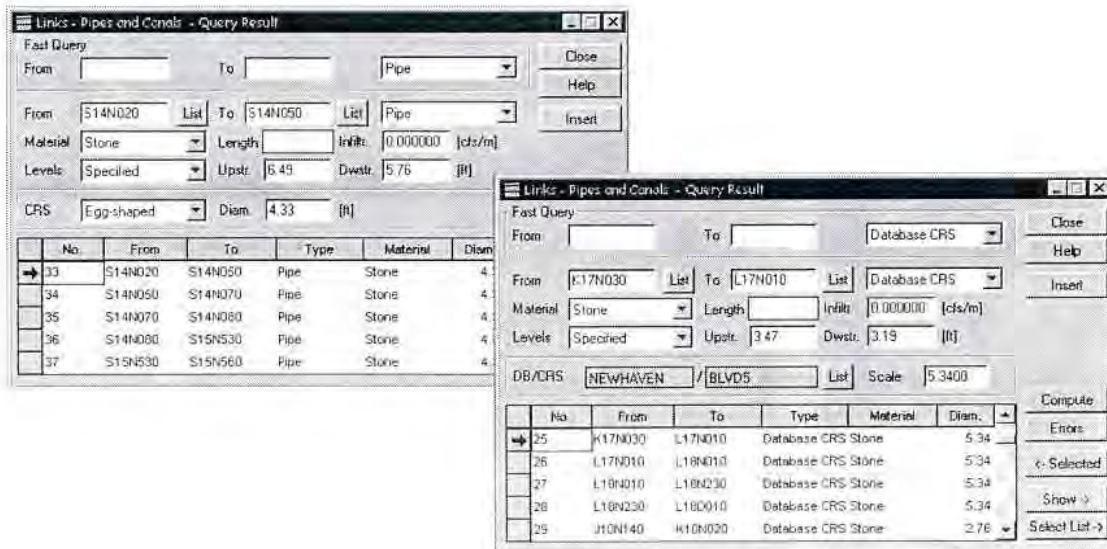 Links - Pipes and Canals - Query Result
Fast Query
From To Pipe
Close
Help
Insert
From S14N020 List To S14N050 List Pipe
Material Stone Length Infiltr. 0.000000 [cfs/m]
Levels Specified Upstr. 6.49 Dwstr. 5.76 [ft]
CRS Egg-shaped Diam. 4.33 [ft]
No. From To Type Material Diam
33 S14N020 S14N050 Pipe Stone 4.
34 S14N050 S14N070 Pipe Stone 4.
35 S14N070 S14N080 Pipe Stone 4.
36 S14N080 S15N530 Pipe Stone 4.
37 S15N530 S15N560 Pipe Stone 4.
Links - Pipes and Canals - Query Result
Fast Query
From To Database CRS
Close
Help
Insert
From K17N030 List To L17N010 List Database CRS
Material Stone Length Infiltr. 0.000000 [cfs/m]
Levels Specified Upstr. 3.47 Dwstr. 3.19 [ft]
DB/CRS NEWHAVEN / BLVD5 List Scale 5.3400
No. From To Type Material Diam.
25 K17N030 L17N010 Database CRS Stone 5.34
26 L17N010 L18N010 Database CRS Stone 5.34
27 L18N010 L18N230 Database CRS Stone 5.34
28 L18N230 L18D010 Database CRS Stone 5.34
29 J10N140 K10N020 Database CRS Stone 2.76
Compute
Errors
<- Selected
Show ->
Select List ->